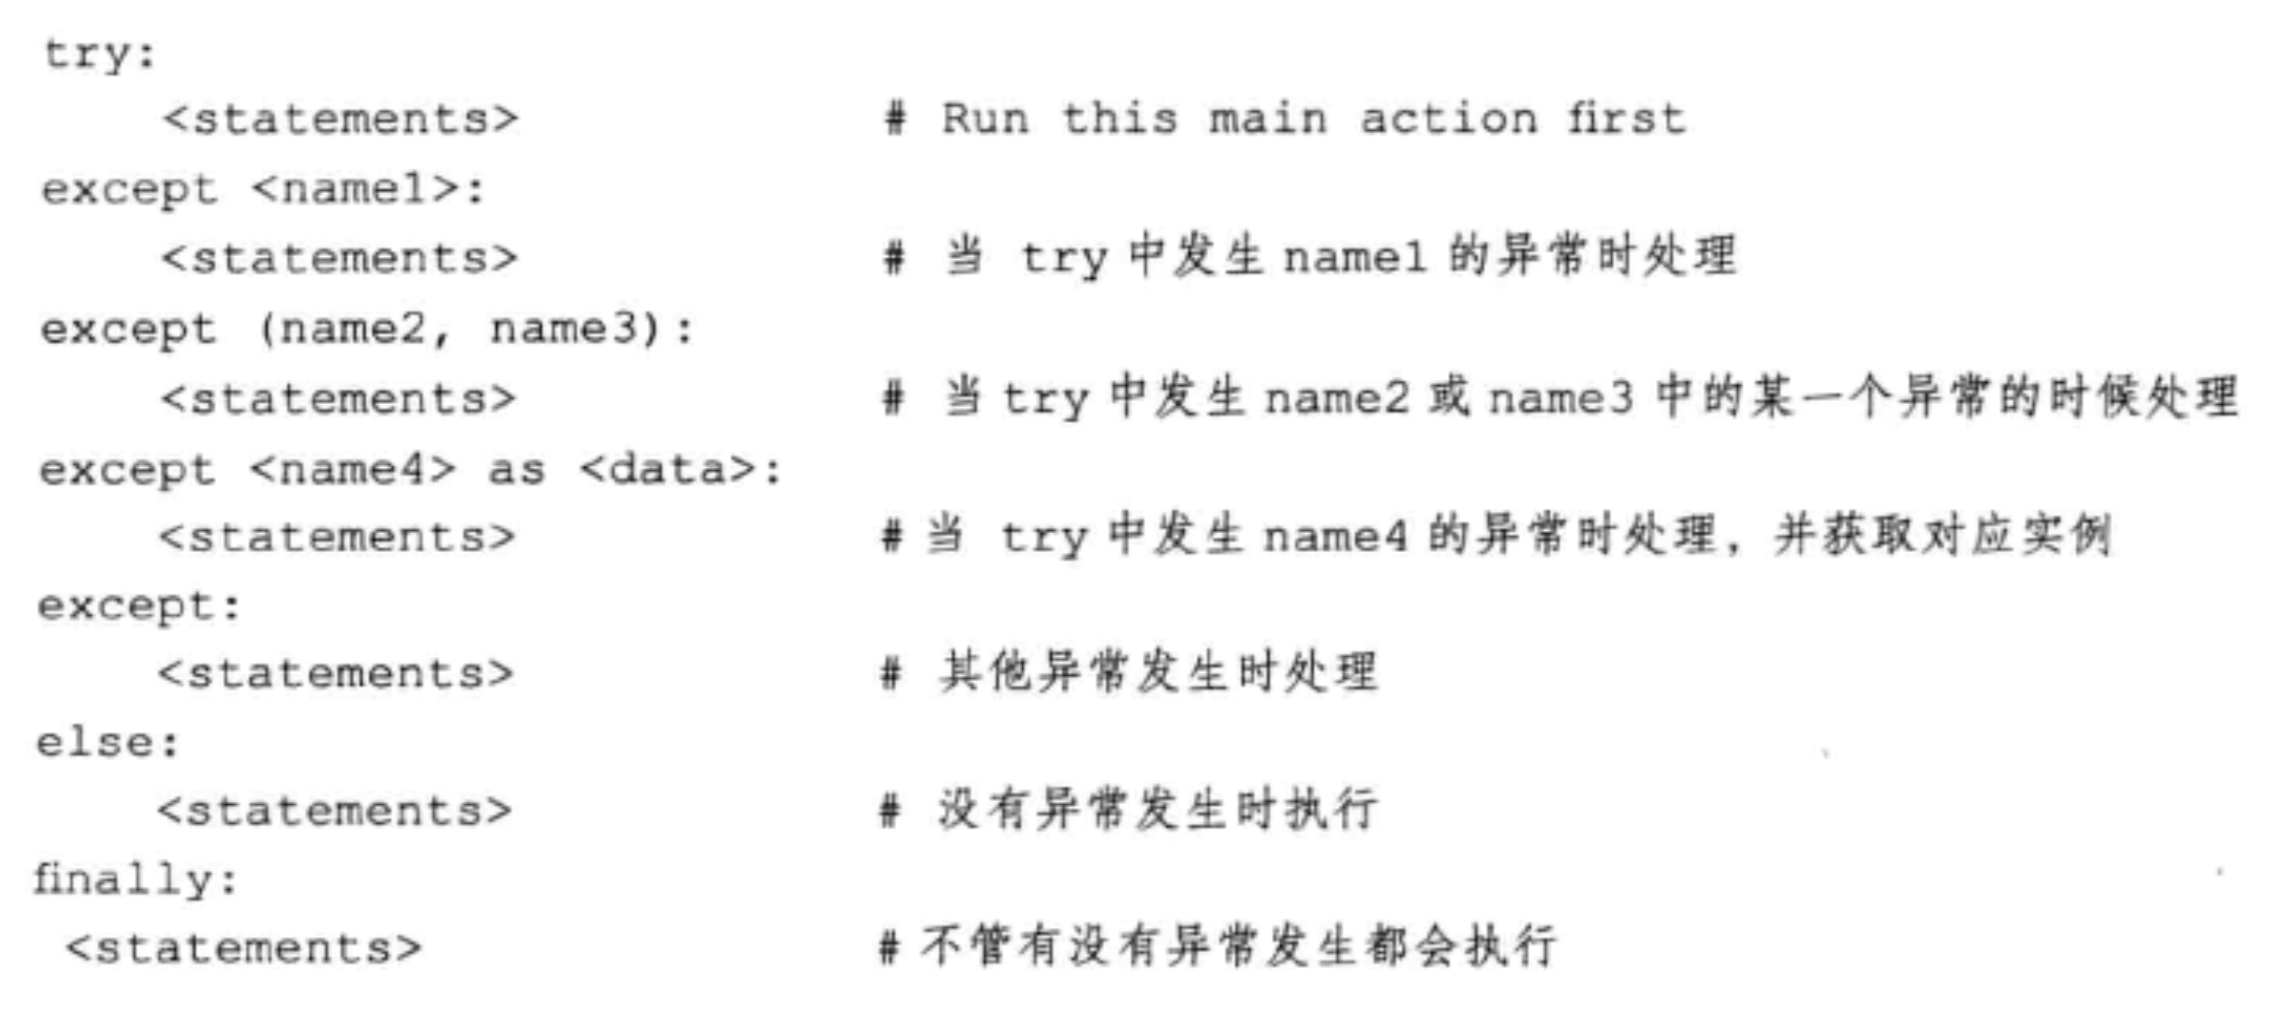 try:
<statements> # Run this main action first
except <name1>:
<statements> # 当 try 中发生 name1 的异常时处理
except (name2, name3):
<statements> # 当 try 中发生 name2 或 name3 中的某一个异常的时候处理
except <name4> as <data>:
<statements> # 当 try 中发生 name4 的异常时处理，并获取对应实例
except:
<statements> # 其他异常发生时处理
else:
<statements> # 没有异常发生时执行
finally:
<statements> # 不管有没有异常发生都会执行